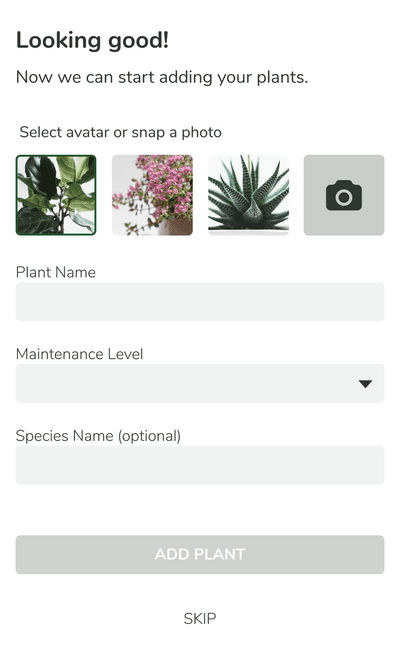 Looking good!
Now we can start adding your plants.
Select avatar or snap a photo
Plant Name
Maintenance Level
Species Name (optional)
ADD PLANT
SKIP